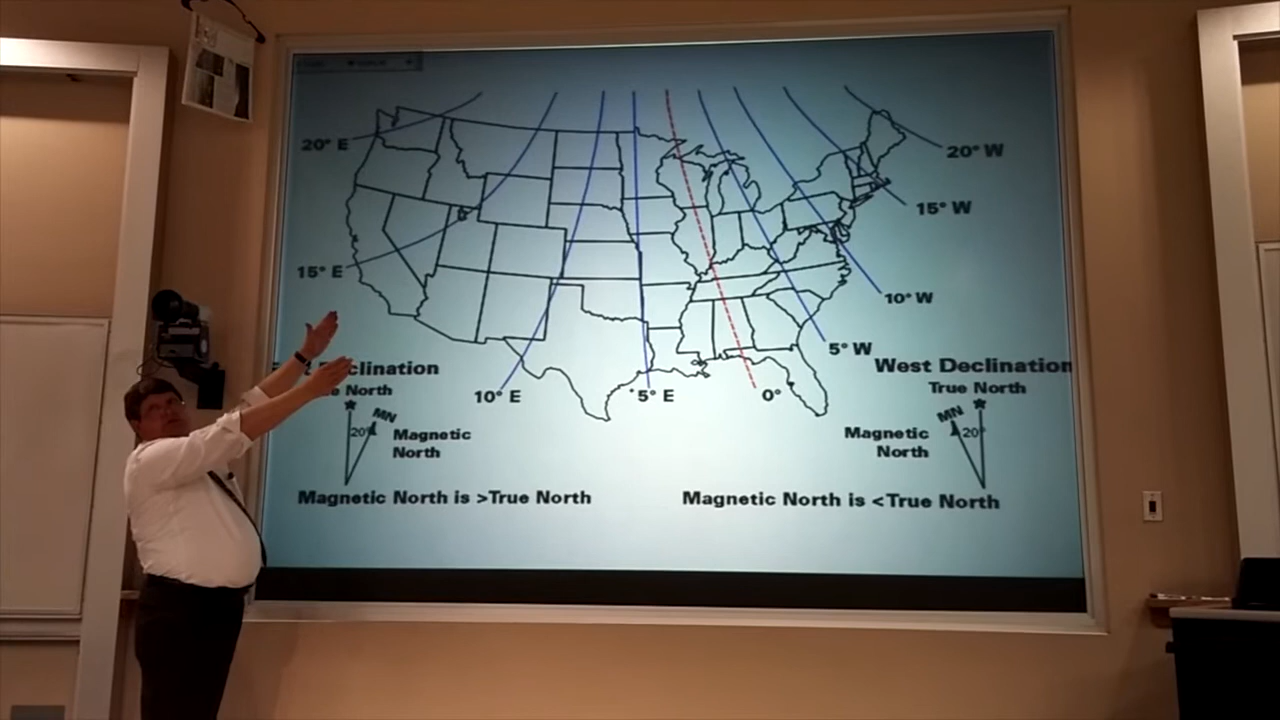 20° E
20° W
15° W
15° E
10° W
5° W
clination
West Declination
e North
True North
10° E
5° E
0°
MN
20°
Magnetic
North
MN
20°
Magnetic
North
Magnetic North is >True North
Magnetic North is <True North